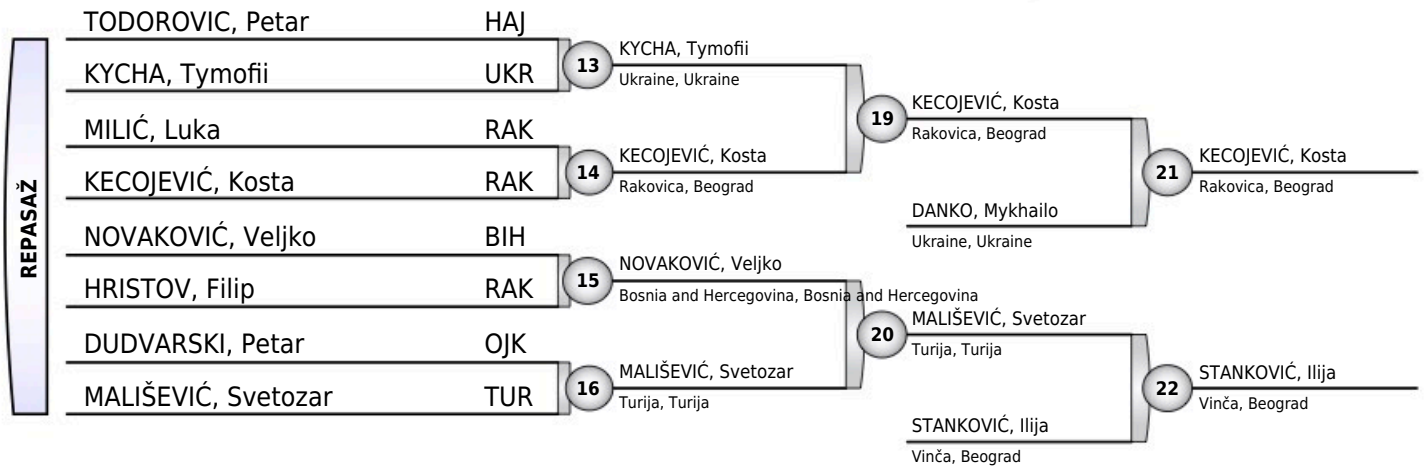 TODOROVIC, Petar HAJ
KYCHA, Tymofii UKR
MILIĆ, Luka RAK
KECOJEVIĆ, Kosta RAK
NOVAKOVIĆ, Veljko BIH
HRISTOV, Filip RAK
DUDVARSKI, Petar OJK
MALIŠEVIĆ, Svetozar TUR
REPASAŽ
13
KYCHA, Tymofii
Ukraine, Ukraine
14
KECOJEVIĆ, Kosta
Rakovica, Beograd
15
NOVAKOVIĆ, Veljko
Bosnia and Hercegovina, Bosnia and Hercegovina
16
MALIŠEVIĆ, Svetozar
Turija, Turija
19
KECOJEVIĆ, Kosta
Rakovica, Beograd
DANKO, Mykhailo
Ukraine, Ukraine
20
MALIŠEVIĆ, Svetozar
Turija, Turija
STANKOVIĆ, Ilija
Vinča, Beograd
21
KECOJEVIĆ, Kosta
Rakovica, Beograd
22
STANKOVIĆ, Ilija
Vinča, Beograd